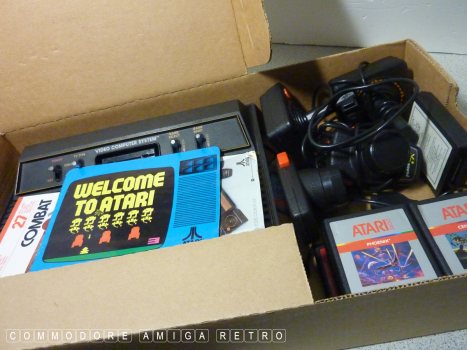 VIDEO COMPUTER SYSTEM
WELCOME
TO ATARI
27
COMBAT
ATARI
PHOENIX
ATARI
COMMODORE AMIGA RETRO